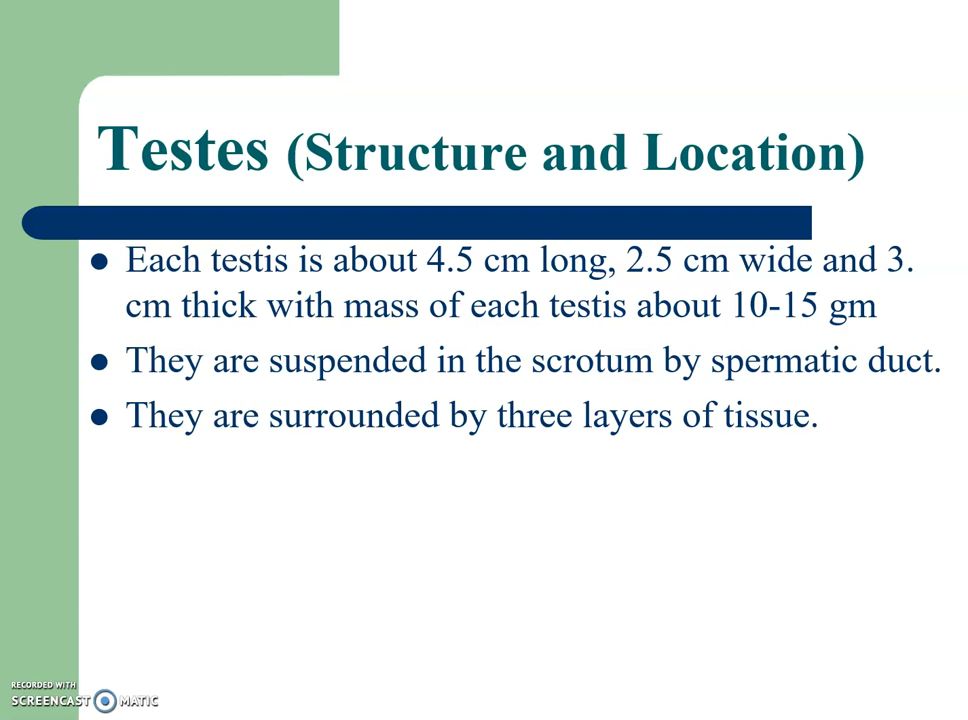 Testes (Structure and Location)
● Each testis is about 4.5 cm long, 2.5 cm wide and 3.
cm thick with mass of each testis about 10-15 gm
● They are suspended in the scrotum by spermatic duct.
● They are surrounded by three layers of tissue.
RECORDED WITH
SCREENCAST MATIC